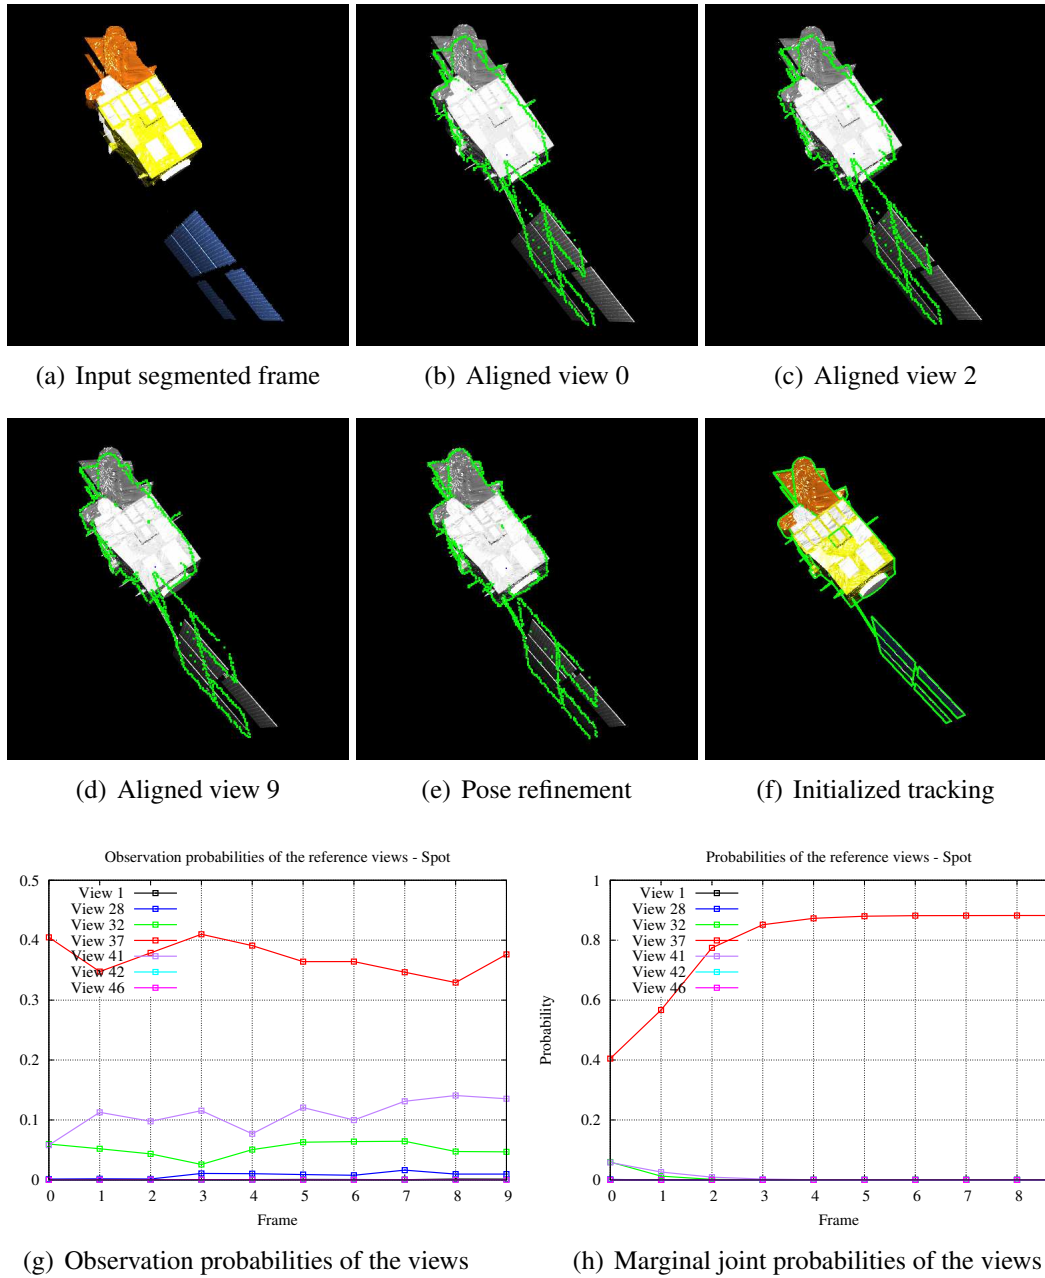 (a) Input segmented frame
(b) Aligned view 0
(c) Aligned view 2
(d) Aligned view 9
(e) Pose refinement
(f) Initialized tracking
Observation probabilities of the reference views - Spot
0.5
0.4
0.3
0.2
0.1
0
View 1
View 28
View 32
View 37
View 41
View 42
View 46
0 1 2 3 4 5 6 7 8 9
Frame
(g) Observation probabilities of the views
Probabilities of the reference views - Spot
Probability
1
0.8
0.6
0.4
0.2
0
View 1
View 28
View 32
View 37
View 41
View 42
View 46
0 1 2 3 4 5 6 7 8
Frame
(h) Marginal joint probabilities of the views